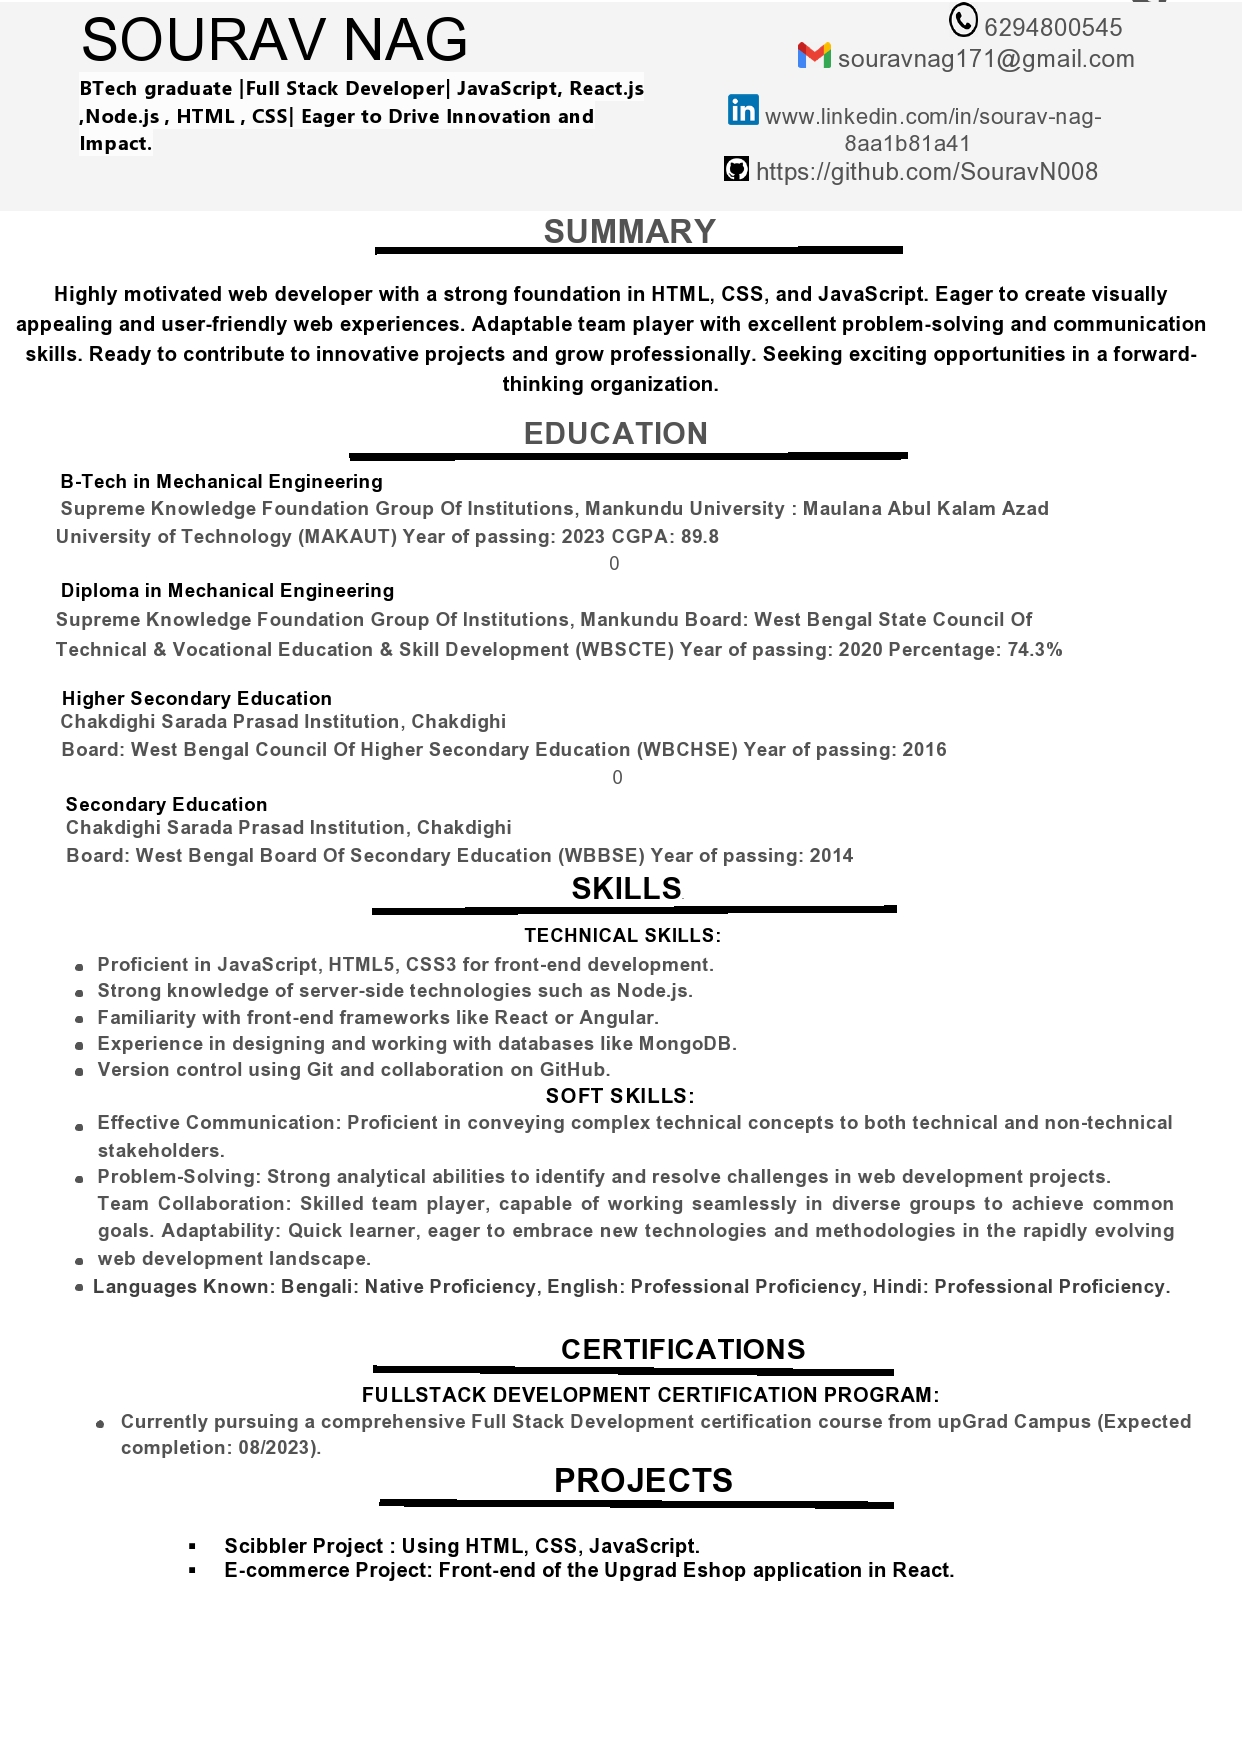 SOURAV NAG
BTech graduate |Full Stack Developer| JavaScript, React.js
,Node.js , HTML , CSS| Eager to Drive Innovation and
Impact.
6294800545
souravnag171@gmail.com
www.linkedin.com/in/sourav-nag-
8aa1b81a41
https://github.com/SouravN008
SUMMARY
Highly motivated web developer with a strong foundation in HTML, CSS, and JavaScript. Eager to create visually
appealing and user-friendly web experiences. Adaptable team player with excellent problem-solving and communication
skills. Ready to contribute to innovative projects and grow professionally. Seeking exciting opportunities in a forward-
thinking organization.
EDUCATION
B-Tech in Mechanical Engineering
Supreme Knowledge Foundation Group Of Institutions, Mankundu University : Maulana Abul Kalam Azad
University of Technology (MAKAUT) Year of passing: 2023 CGPA: 89.8
0
Diploma in Mechanical Engineering
Supreme Knowledge Foundation Group Of Institutions, Mankundu Board: West Bengal State Council Of
Technical & Vocational Education & Skill Development (WBSCTE) Year of passing: 2020 Percentage: 74.3%
Higher Secondary Education
Chakdighi Sarada Prasad Institution, Chakdighi
Board: West Bengal Council Of Higher Secondary Education (WBCHSE) Year of passing: 2016
0
Secondary Education
Chakdighi Sarada Prasad Institution, Chakdighi
Board: West Bengal Board Of Secondary Education (WBBSE) Year of passing: 2014
SKILLS
TECHNICAL SKILLS:
Proficient in JavaScript, HTML5, CSS3 for front-end development.
Strong knowledge of server-side technologies such as Node.js.
Familiarity with front-end frameworks like React or Angular.
Experience in designing and working with databases like MongoDB.
Version control using Git and collaboration on GitHub.
SOFT SKILLS:
Effective Communication: Proficient in conveying complex technical concepts to both technical and non-technical
stakeholders.
Problem-Solving: Strong analytical abilities to identify and resolve challenges in web development projects.
Team Collaboration: Skilled team player, capable of working seamlessly in diverse groups to achieve common
goals. Adaptability: Quick learner, eager to embrace new technologies and methodologies in the rapidly evolving
web development landscape.
Languages Known: Bengali: Native Proficiency, English: Professional Proficiency, Hindi: Professional Proficiency.
CERTIFICATIONS
FULLSTACK DEVELOPMENT CERTIFICATION PROGRAM:
Currently pursuing a comprehensive Full Stack Development certification course from upGrad Campus (Expected
completion: 08/2023).
PROJECTS
Scibbler Project : Using HTML, CSS, JavaScript.
E-commerce Project: Front-end of the Upgrad Eshop application in React.